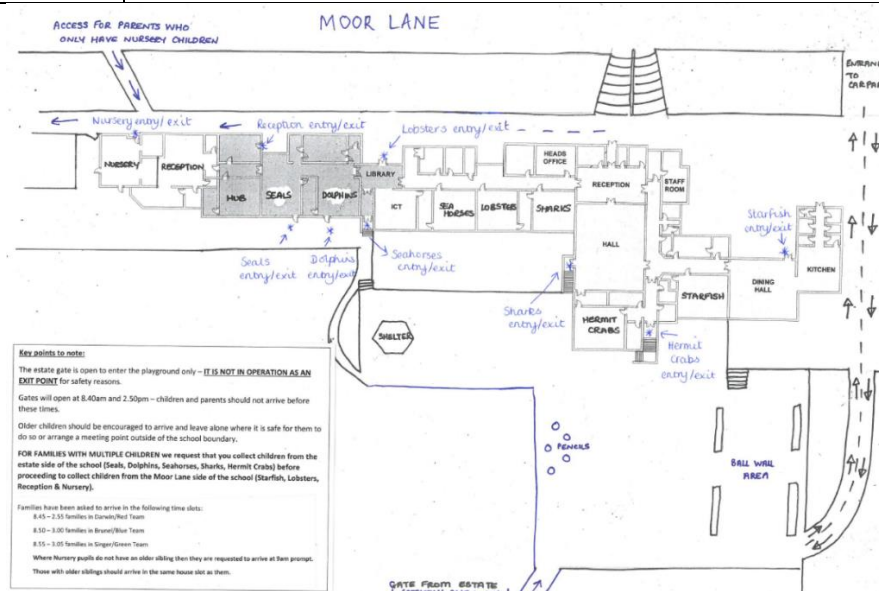 ACCESS FOR PARENTS WHO
ONLY HAVE NURSERY CHILDREN
MOOR LANE
ENTRAN
TO
CARPAR
Nursery entry/exit
Reception entry/exit
Lobsters entry/exit
NURSERY
RECEPTION
HUB
SEALS
DOLPHINS
LIBRARY
ICT
SEA
HORSES
LOBSTERS
SHARKS
HEADS
OFFICE
RECEPTION
STAFF
ROOM
HALL
Starfish
entry/exit
KITCHEN
DINING
HALL
STARFISH
HERMIT
CRABS
Seals
entry/exit
Dolphins
entry/exit
Seahorses
entry/exit
Sharks
entry/exit
Hermit
Crabs
entry/exit
SHELTER
Key points to note:
The estate gate is open to enter the playground only – IT IS NOT IN OPERATION AS AN
EXIT POINT for safety reasons.
Gates will open at 8.40am and 2.50pm – children and parents should not arrive before
these times.
Older children should be encouraged to arrive and leave alone where it is safe for them to
do so or arrange a meeting point outside of the school boundary.
FOR FAMILIES WITH MULTIPLE CHILDREN we request that you collect children from the
estate side of the school (Seals, Dolphins, Seahorses, Sharks, Hermit Crabs) before
proceeding to collect children from the Moor Lane side of the school (Starfish, Lobsters,
Reception & Nursery).
Families have been asked to arrive in the following time slots:
8.45 – 2.55 families in Darwin/Red Team
8.50 – 3.00 families in Brunel/Blue Team
8.55 – 3.05 families in Singer/Green Team
Where Nursery pupils do not have an older sibling then they are requested to arrive at 9am prompt.
Those with older siblings should arrive in the same house slot as them.
PENCILS
BALL WALL
AREA
GATE FROM ESTATE